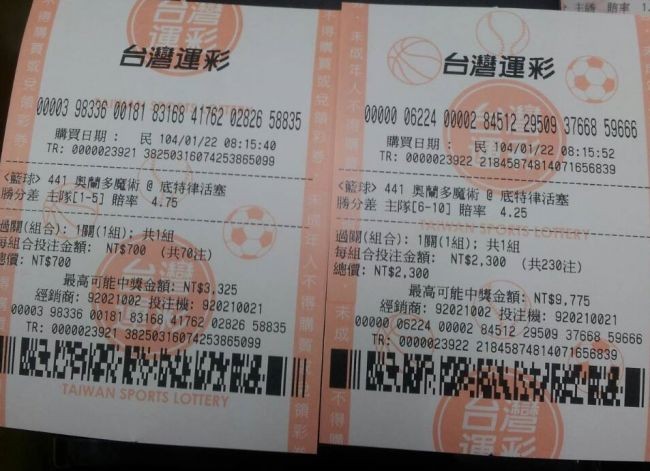 台灣運彩
00003 98336 00181 83168 41762 02826 58835
購買日期： 民 104/01/22 08:15:40
TR: 0000023921 38250316074253865099
<籃球> 441 奧蘭多魔術 @ 底特律活塞
勝分差 主隊[1-5] 賠率 4.75
過關(組合): 1關(1組): 共1組
每組合投注金額: NT$700 (共70注)
總價: NT$700
最高可能中獎金額: NT$3,325
經銷商: 92021002 投注機: 920210021
00003 98336 00181 83168 41762 02826 58835
TR: 0000023921 38250316074253865099
TAIWAN SPORTS LOTTERY
台灣運彩
00000 06224 00002 84512 29509 37668 59666
購買日期： 民 104/01/22 08:15:52
TR: 0000023922 21845874814071656839
<籃球> 441 奧蘭多魔術 @ 底特律活塞
勝分差 主隊[6-10] 賠率 4.25
過關(組合): 1關(1組): 共1組
每組合投注金額: NT$2,300 (共230注)
總價: NT$2,300
最高可能中獎金額: NT$9,775
經銷商: 92021002 投注機: 920210021
00000 06224 00002 84512 29509 37668 59666
TR: 0000023922 21845874814071656839
台灣
運彩